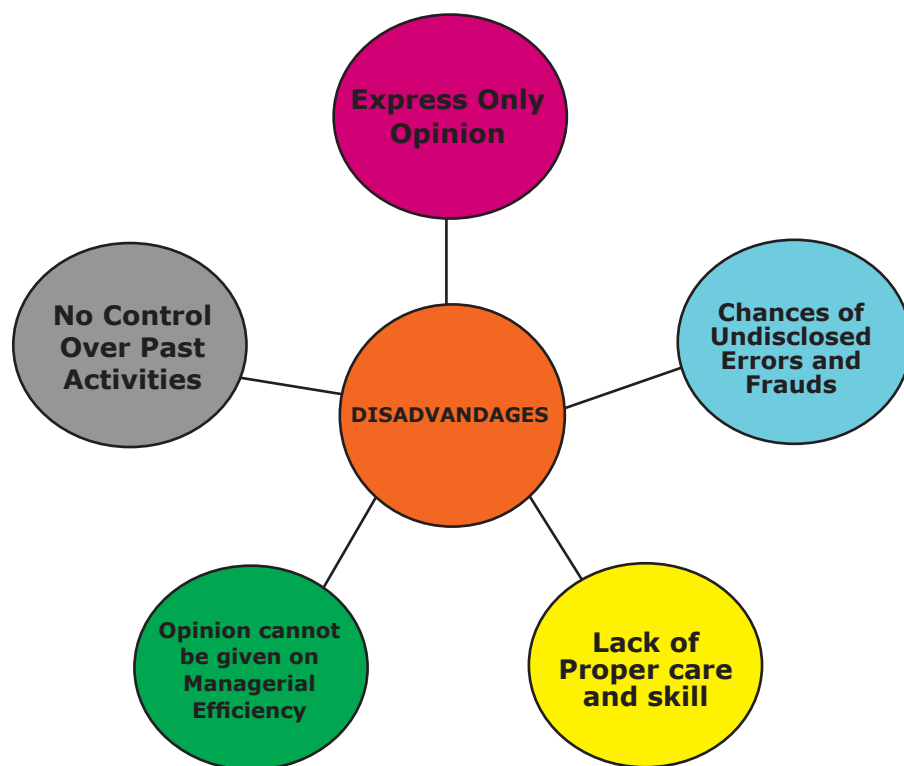 Express Only
Opinion
No Control
Over Past
Activities
Chances of
Undisclosed
Errors and
Frauds
DISADVANDAGES
Opinion cannot
be given on
Managerial
Efficiency
Lack of
Proper care
and skill